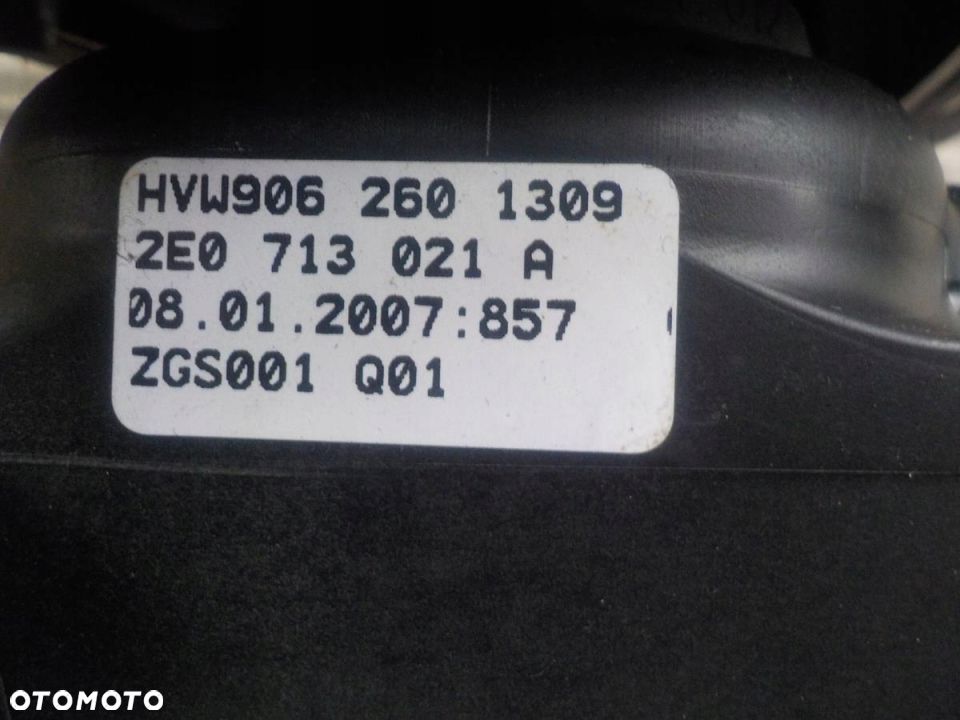 HVW906 260 1309
2E0 713 021 A
08.01.2007:857
ZGS001 Q01
OTOMOTO